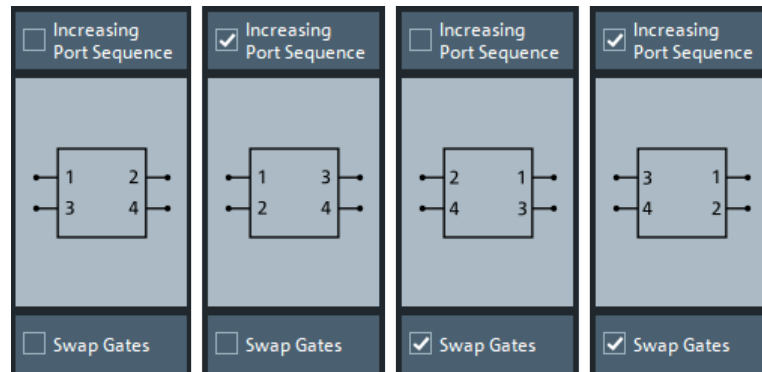 Increasing
Port Sequence
1 2
3 4
Swap Gates
Increasing
Port Sequence
1 3
2 4
Swap Gates
Increasing
Port Sequence
2 1
4 3
Swap Gates
Increasing
Port Sequence
3 1
4 2
Swap Gates